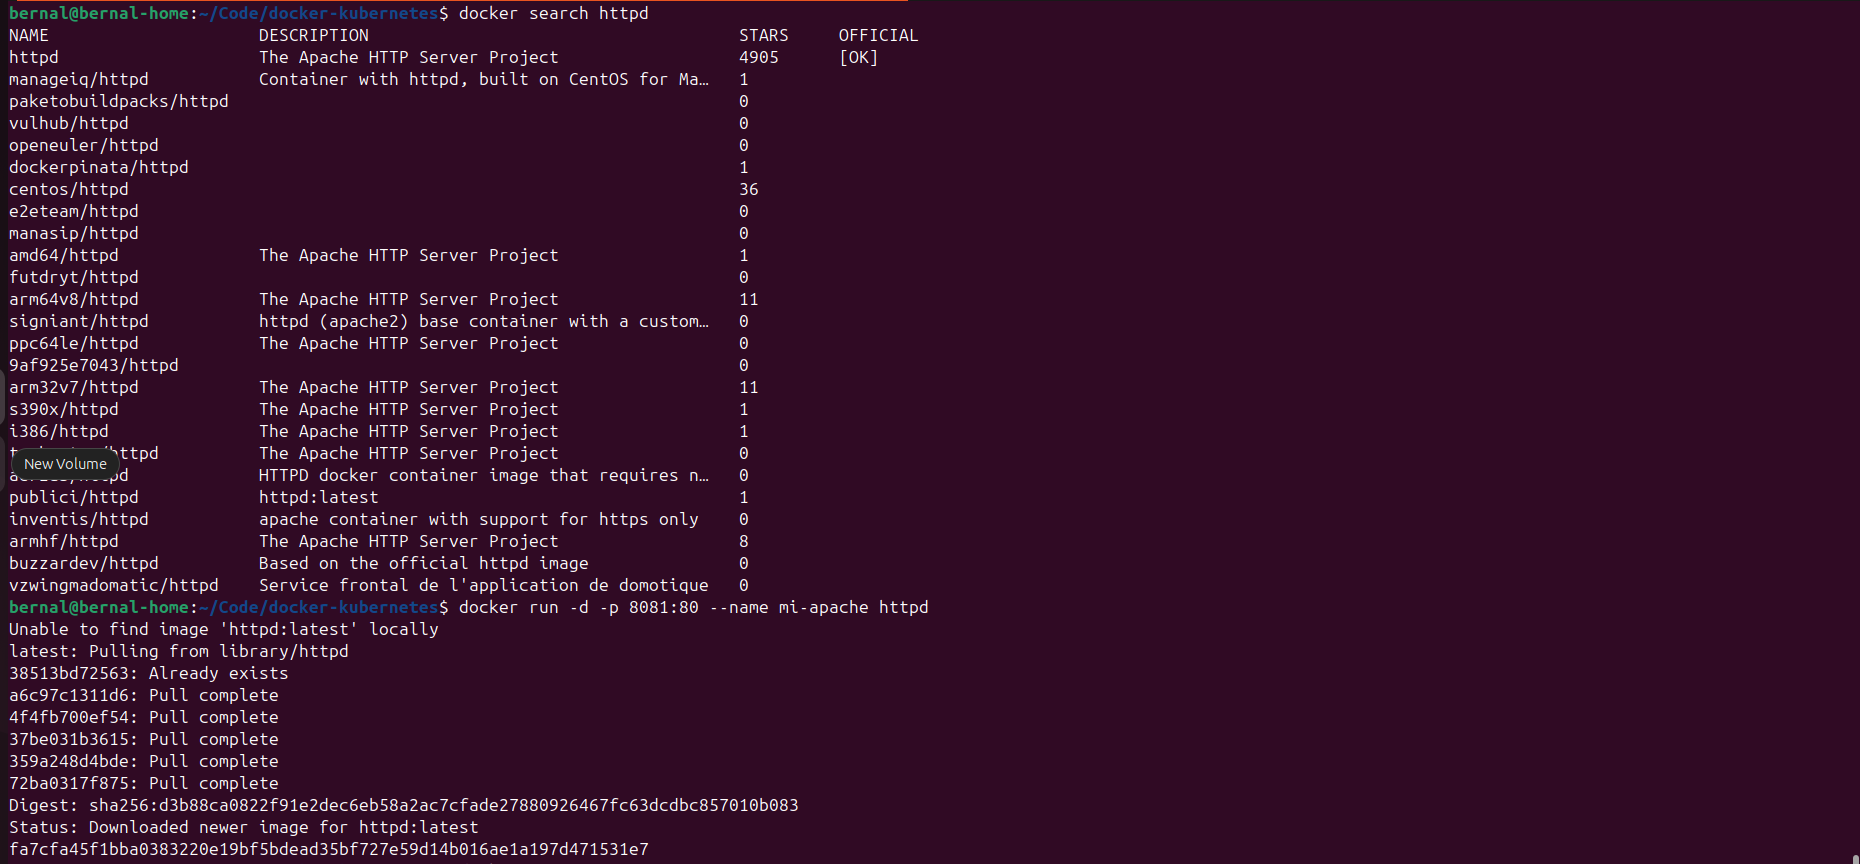 bernal@bernal-home:~/Code/docker-kubernetes$ docker search httpd
NAME DESCRIPTION STARS OFFICIAL
httpd The Apache HTTP Server Project 4905 [OK]
manageiq/httpd Container with httpd, built on CentOS for Ma… 1
paketobuildpacks/httpd 0
vulhub/httpd 0
openeuler/httpd 0
dockerpinata/httpd 1
centos/httpd 36
e2eteam/httpd 0
manasip/httpd 0
amd64/httpd The Apache HTTP Server Project 1
futdryt/httpd 0
arm64v8/httpd The Apache HTTP Server Project 11
signiant/httpd httpd (apache2) base container with a custom… 0
ppc64le/httpd The Apache HTTP Server Project 0
9af925e7043/httpd 0
arm32v7/httpd The Apache HTTP Server Project 11
s390x/httpd The Apache HTTP Server Project 1
i386/httpd The Apache HTTP Server Project 1
The Apache HTTP Server Project 0
New Volume
HTTPD docker container image that requires n… 0
publici/httpd httpd:latest 1
inventis/httpd apache container with support for https only 0
armhf/httpd The Apache HTTP Server Project 8
buzzardev/httpd Based on the official httpd image 0
vzwingmadomatic/httpd Service frontal de l'application de domotique 0
bernal@bernal-home:~/Code/docker-kubernetes$ docker run -d -p 8081:80 --name mi-apache httpd
Unable to find image 'httpd:latest' locally
latest: Pulling from library/httpd
38513bd72563: Already exists
a6c97c1311d6: Pull complete
4f4fb700ef54: Pull complete
37be031b3615: Pull complete
359a248d4bde: Pull complete
72ba0317f875: Pull complete
Digest: sha256:d3b88ca0822f91e2dec6eb58a2ac7cfade27880926467fc63dcdbc857010b083
Status: Downloaded newer image for httpd:latest
fa7cfa45f1bba0383220e19bf5bdead35bf727e59d14b016ae1a197d471531e7